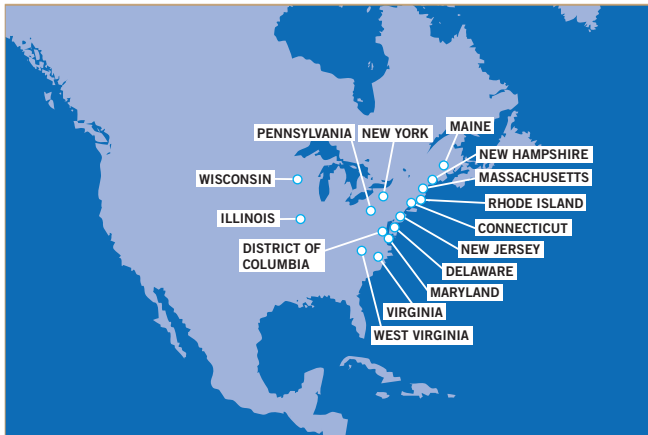 MAINE
PENNSYLVANIA
NEW YORK
NEW HAMPSHIRE
WISCONSIN
MASSACHUSETTS
RHODE ISLAND
ILLINOIS
CONNECTICUT
DISTRICT OF
COLUMBIA
NEW JERSEY
DELAWARE
MARYLAND
VIRGINIA
WEST VIRGINIA